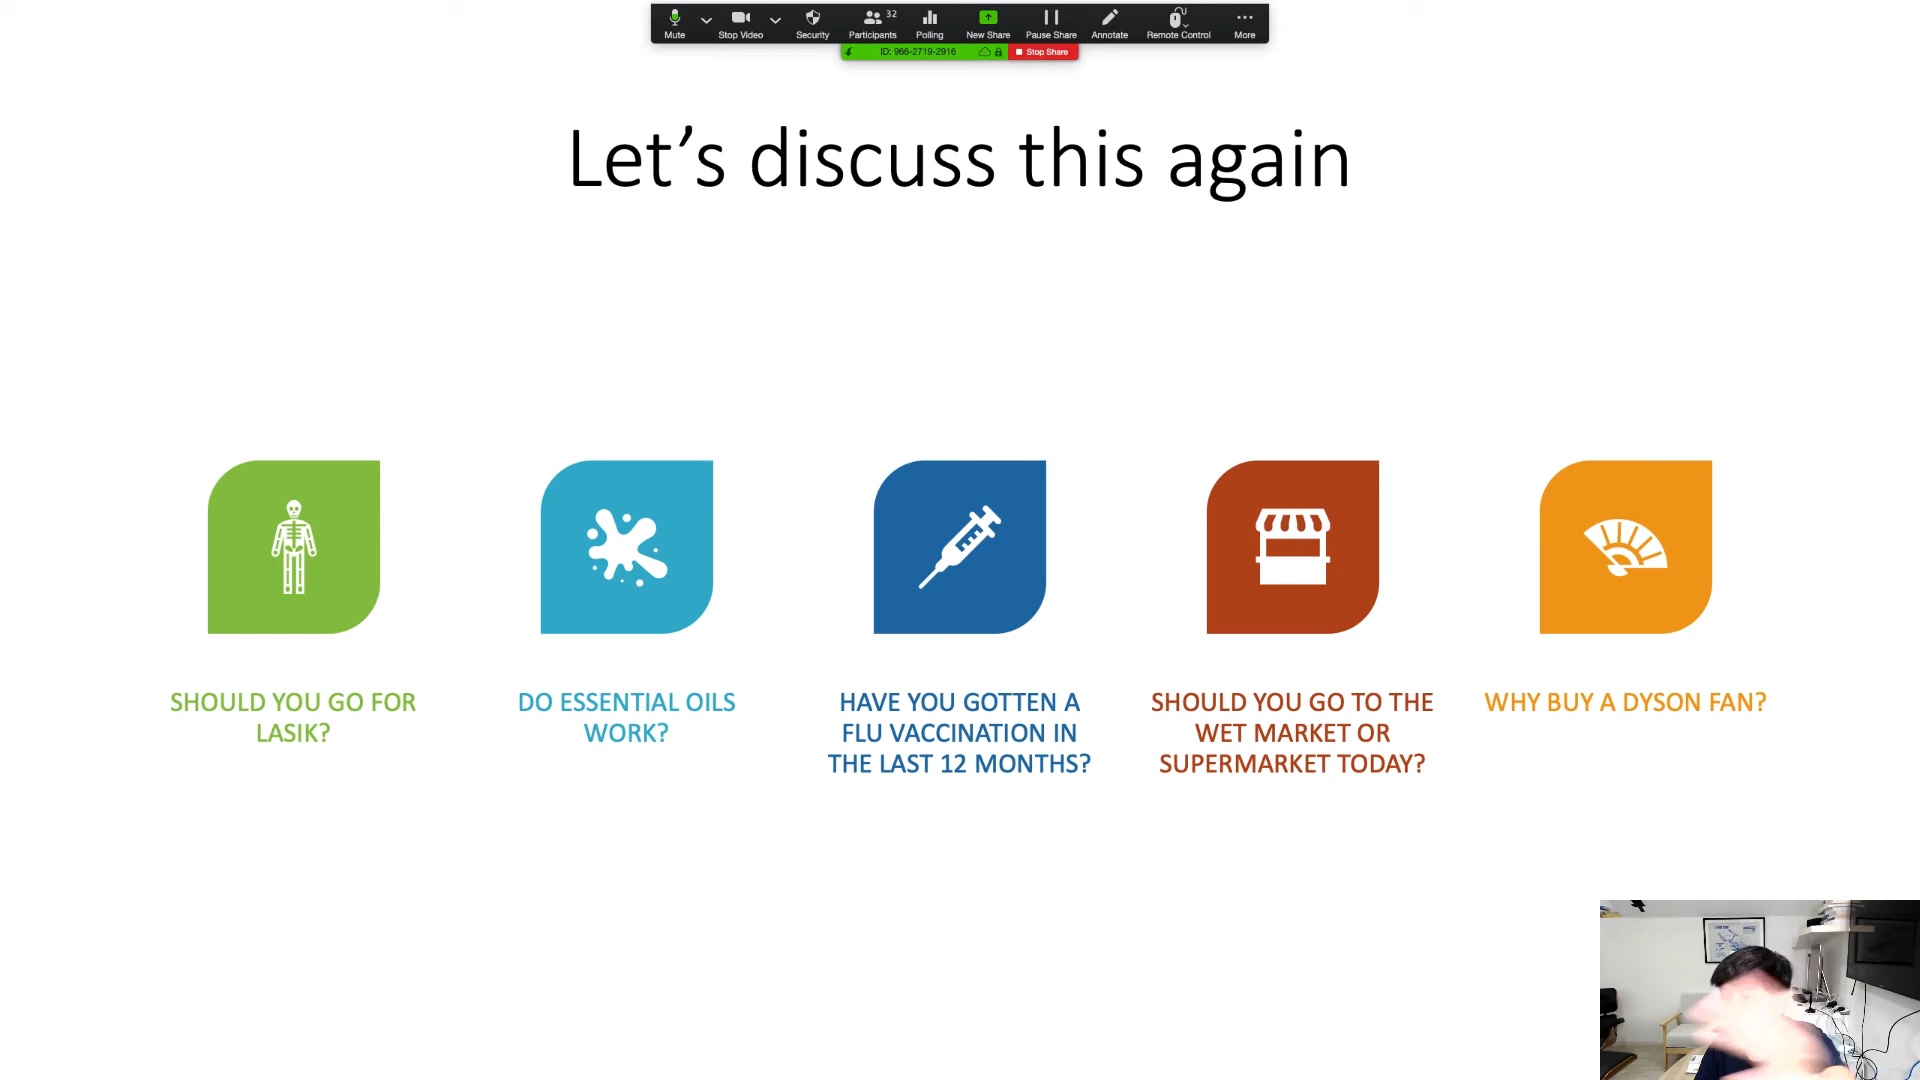 Mute
Stop Video
Security
Participants
32
Polling
New Share
Pause Share
Annotate
Remote Control
More
ID: 966-2719-2916
Stop Share
Let’s discuss this again
SHOULD YOU GO FOR
LASIK?
DO ESSENTIAL OILS
WORK?
HAVE YOU GOTTEN A
FLU VACCINATION IN
THE LAST 12 MONTHS?
SHOULD YOU GO TO THE
WET MARKET OR
SUPERMARKET TODAY?
WHY BUY A DYSON FAN?